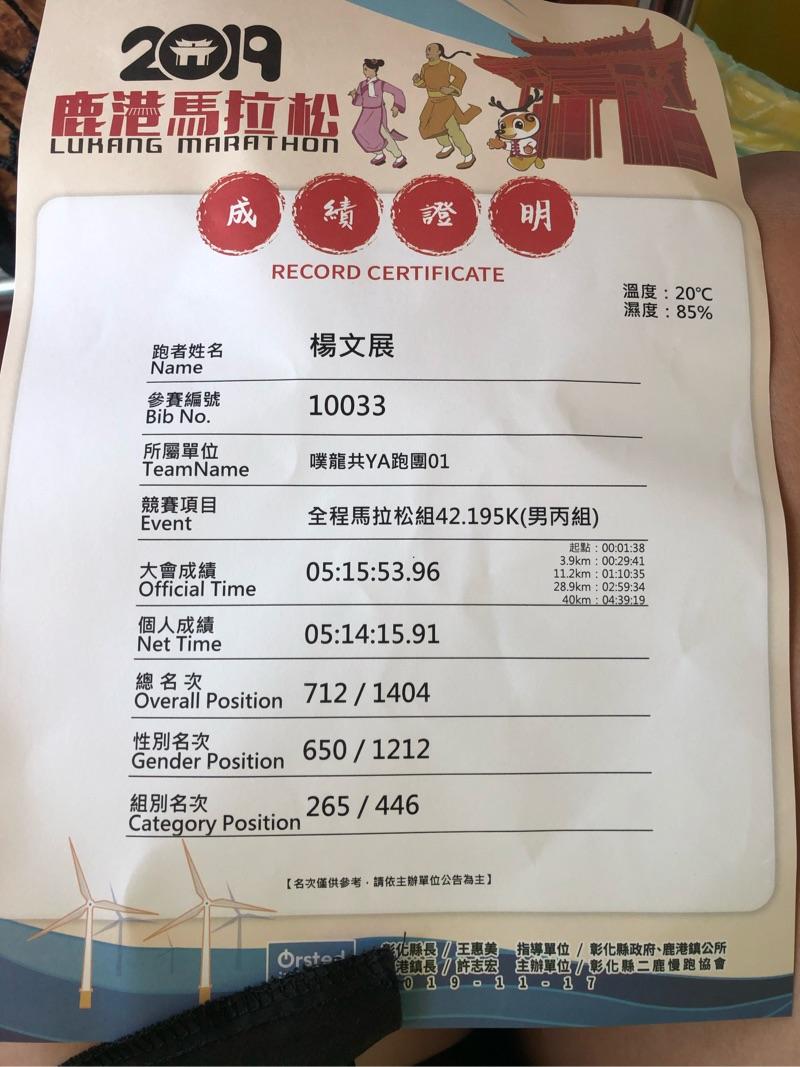 2019
鹿港馬拉松
LUKANG MARATHON
成績證明
RECORD CERTIFICATE
溫度：20℃
濕度：85%
跑者姓名 楊文展
Name
參賽編號 10033
Bib No.
所屬單位 噗龍共YA跑團01
TeamName
競賽項目 全程馬拉松組42.195K(男丙組)
Event
起點：00:01:38
3.9km：00:29:41
11.2km：01:10:35
28.9km：02:59:34
40km：04:39:19
大會成績 05:15:53.96
Official Time
個人成績 05:14:15.91
Net Time
總名次 712 / 1404
Overall Position
性別名次 650 / 1212
Gender Position
組別名次 265 / 446
Category Position
【名次僅供參考，請依主辦單位公告為主】
Ørsted
彰化縣長 / 王惠美 指導單位 / 彰化縣政府、鹿港鎮公所
港鎮長 / 許志宏 主辦單位 / 彰化縣二鹿慢跑協會
019-11-17